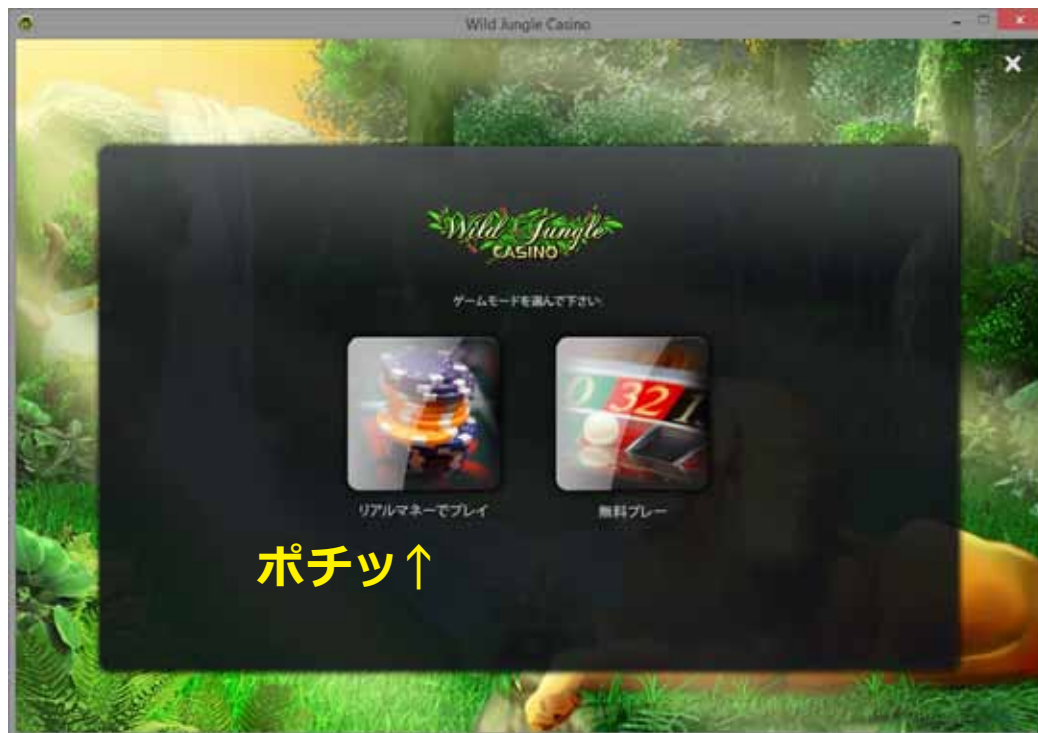 Wild Jungle Casino
Wild Jungle
CASINO
ゲームモードを選んで下さい
0 32 1
リアルマネーでプレイ
無料プレー
ポチッ↑